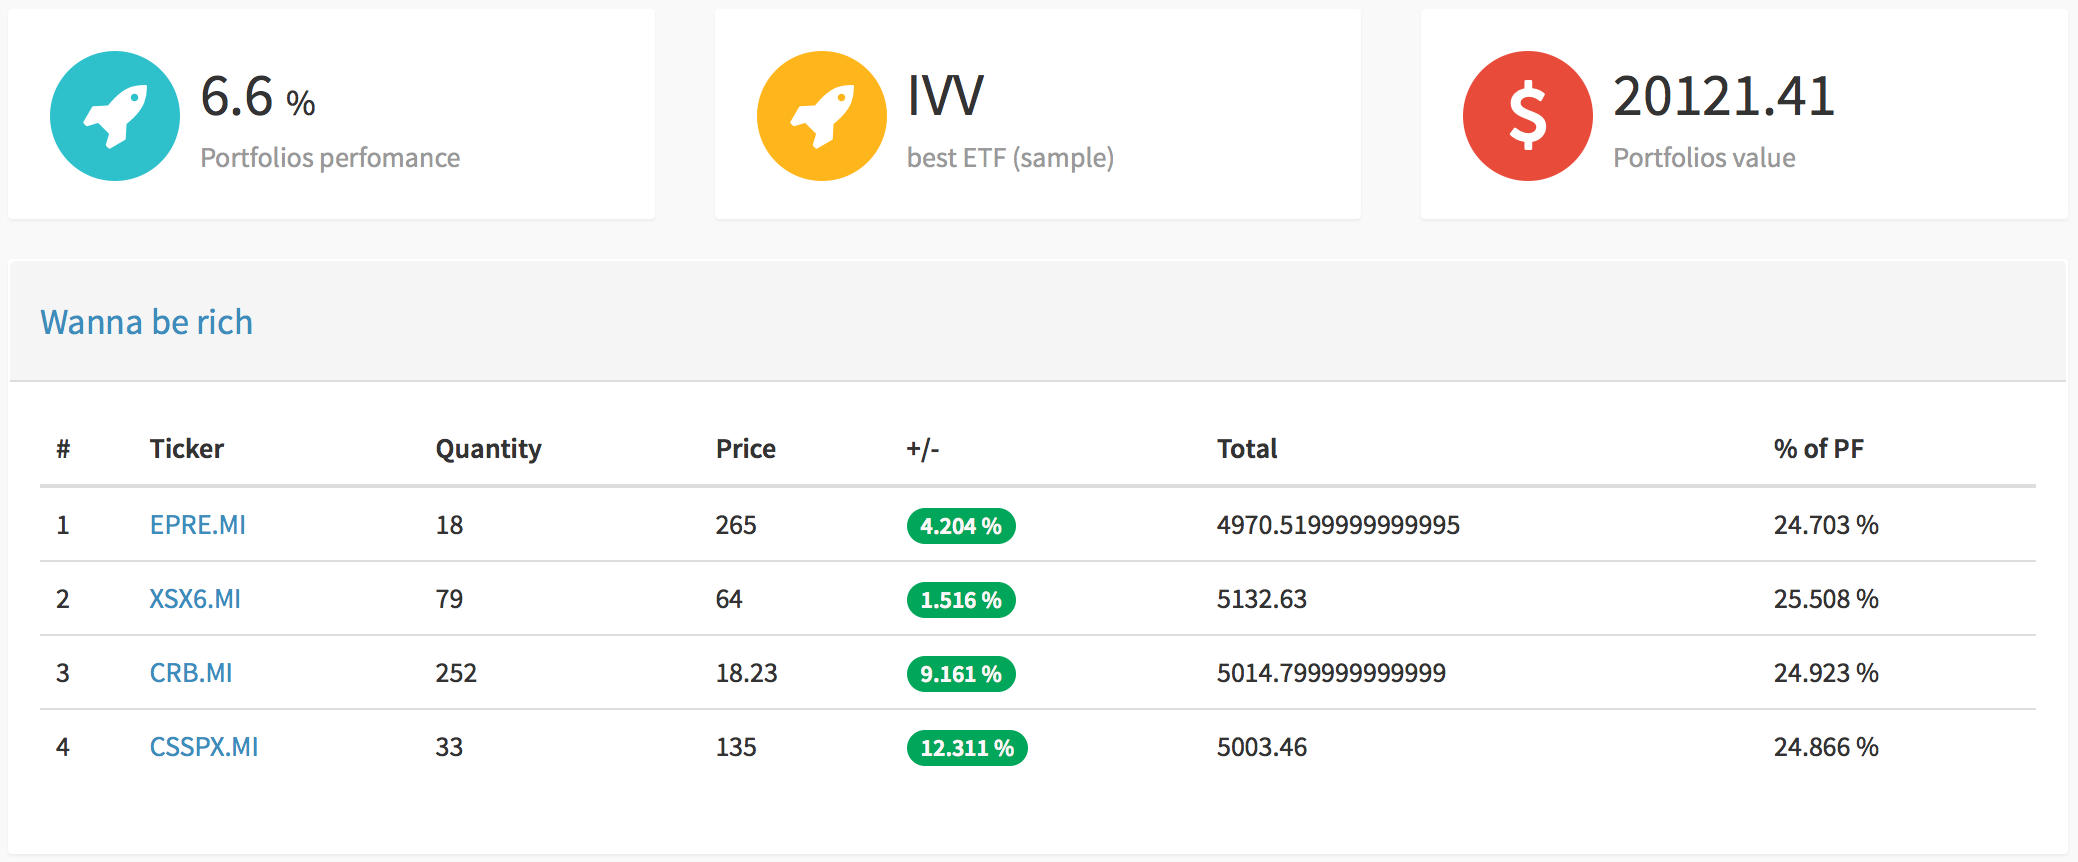 6.6 %
Portfolios perfomance
IVV
best ETF (sample)
20121.41
Portfolios value
Wanna be rich
# Ticker Quantity Price +/- Total % of PF
1 EPRE.MI 18 265 4.204 % 4970.5199999999995 24.703 %
2 XSX6.MI 79 64 1.516 % 5132.63 25.508 %
3 CRB.MI 252 18.23 9.161 % 5014.799999999999 24.923 %
4 CSSPX.MI 33 135 12.311 % 5003.46 24.866 %